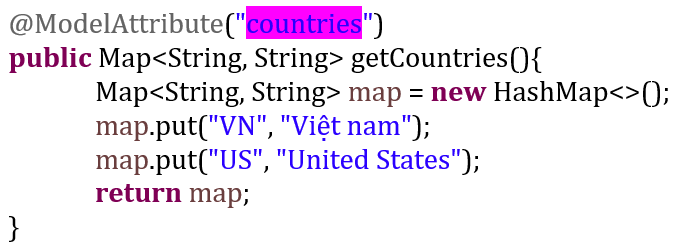 @ModelAttribute("countries")
public Map<String, String> getCountries(){
Map<String, String> map = new HashMap<>();
map.put("VN", "Việt nam");
map.put("US", "United States");
return map;
}